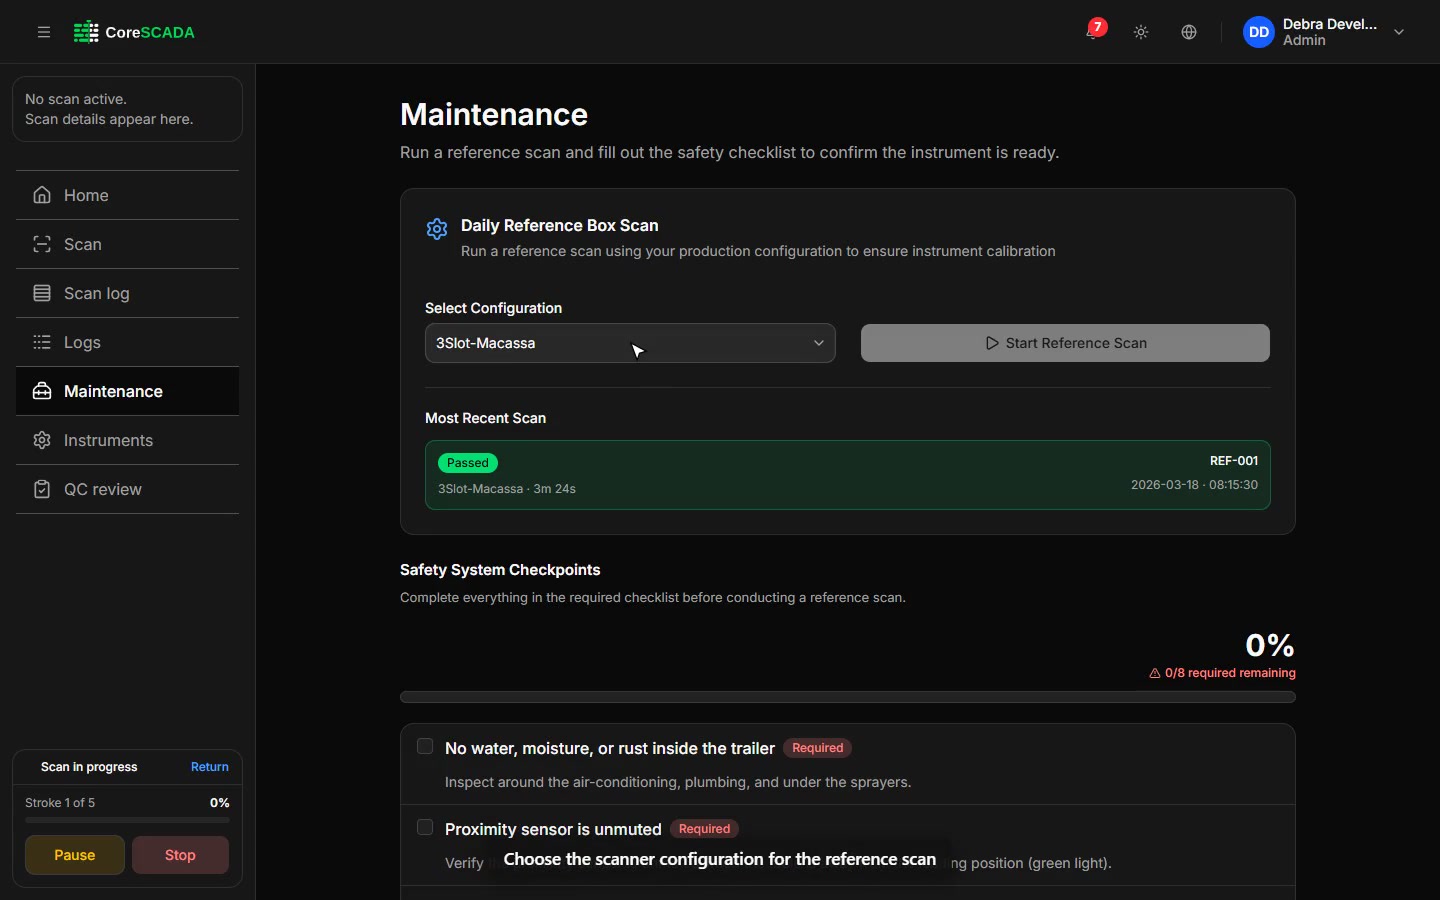 CoreSCADA
7
DD
Debra Devel...
Admin
No scan active.
Scan details appear here.
Home
Scan
Scan log
Logs
Maintenance
Instruments
QC review
Scan in progress
Return
Stroke 1 of 5
0%
Pause
Stop
Maintenance
Run a reference scan and fill out the safety checklist to confirm the instrument is ready.
Daily Reference Box Scan
Run a reference scan using your production configuration to ensure instrument calibration
Select Configuration
3Slot-Macassa
Start Reference Scan
Most Recent Scan
Passed
REF-001
3Slot-Macassa · 3m 24s
2026-03-18 · 08:15:30
Safety System Checkpoints
Complete everything in the required checklist before conducting a reference scan.
0%
0/8 required remaining
No water, moisture, or rust inside the trailer Required
Inspect around the air-conditioning, plumbing, and under the sprayers.
Proximity sensor is unmuted Required
Verify
ng position (green light).
Choose the scanner configuration for the reference scan